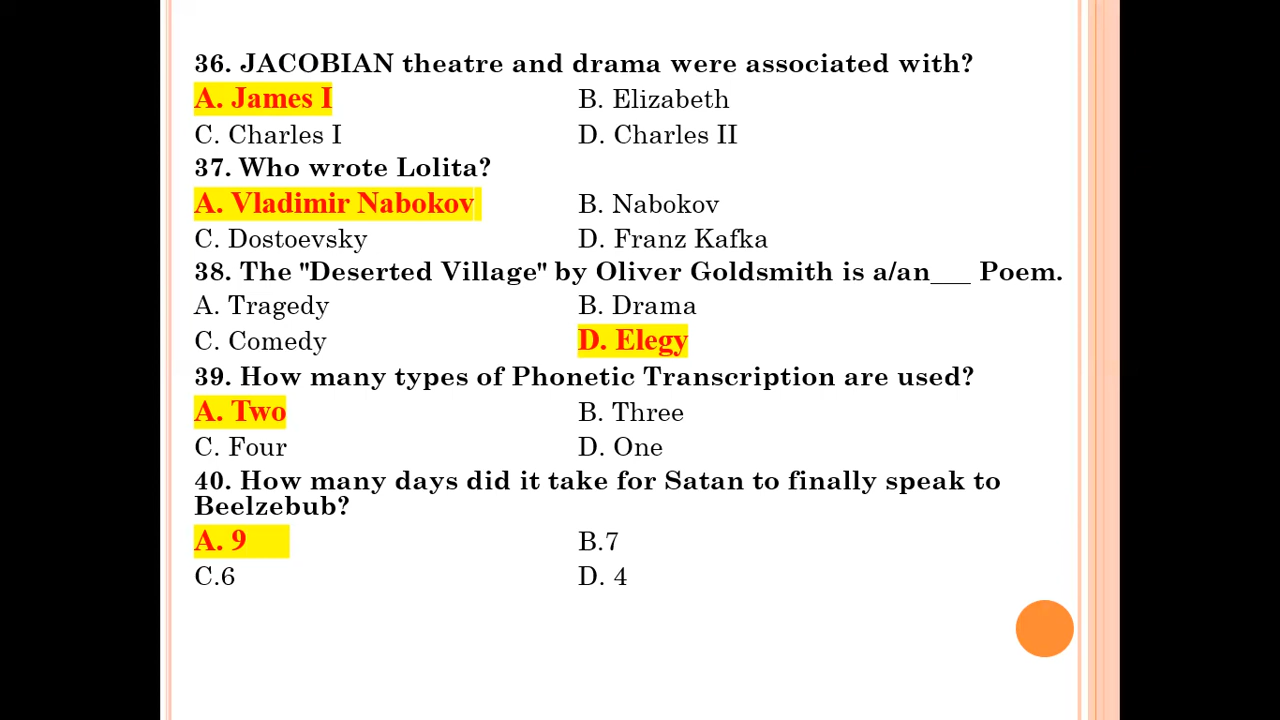 36. JACOBIAN theatre and drama were associated with?
A. James I B. Elizabeth
C. Charles I D. Charles II
37. Who wrote Lolita?
A. Vladimir Nabokov B. Nabokov
C. Dostoevsky D. Franz Kafka
38. The "Deserted Village" by Oliver Goldsmith is a/an___ Poem.
A. Tragedy B. Drama
C. Comedy D. Elegy
39. How many types of Phonetic Transcription are used?
A. Two B. Three
C. Four D. One
40. How many days did it take for Satan to finally speak to
Beelzebub?
A. 9 B.7
C.6 D. 4